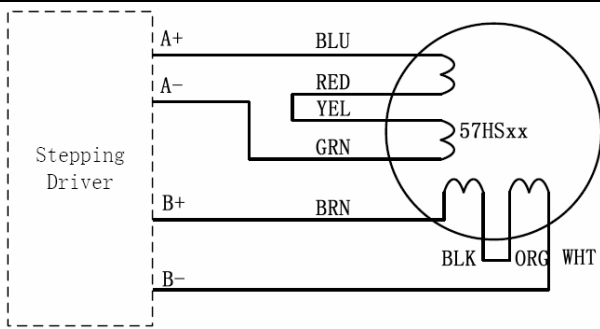 A+
BLU
RED
A-
YEL
57HSxx
GRN
Stepping
Driver
B+
BRN
BLK
ORG
WHT
B-